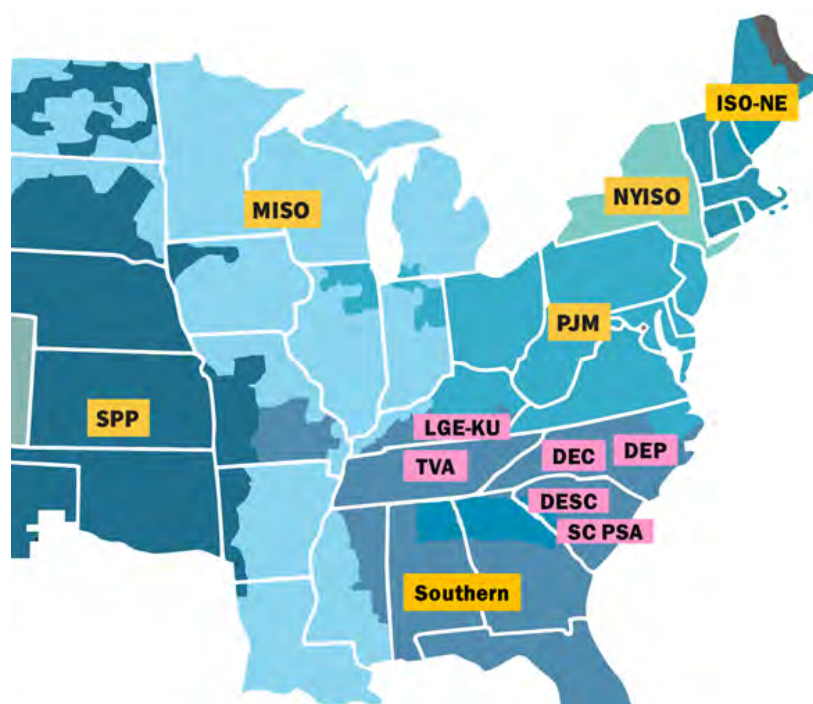 ISO-NE
NYISO
MISO
PJM
SPP
LGE-KU
TVA
DEC
DEP
DESC
SC PSA
Southern